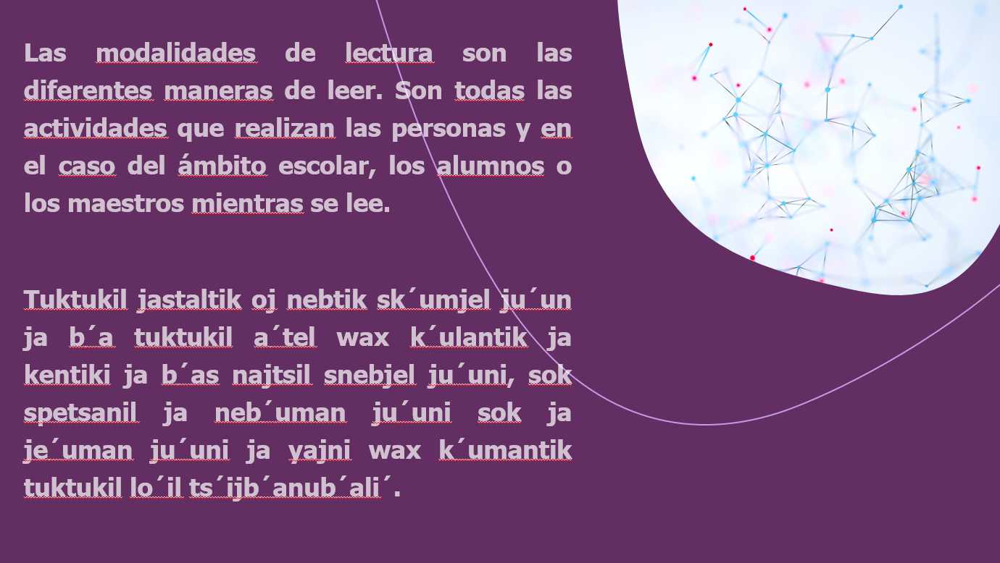 Las modalidades de lectura son las
diferentes maneras de leer. Son todas las
actividades que realizan las personas y en
el caso del ámbito escolar, los alumnos o
los maestros mientras se lee.
Tuktukil jastaltik oj nebtik sk´umjel ju´un
ja b´a tuktukil a´tel wax k´ulantik ja
kentiki ja b´as najtsil snebjel ju´uni, sok
spetsanil ja neb´uman ju´uni sok ja
je´uman ju´uni ja yajni wax k´umantik
tuktukil lo´il ts´ijb´anub´ali´.